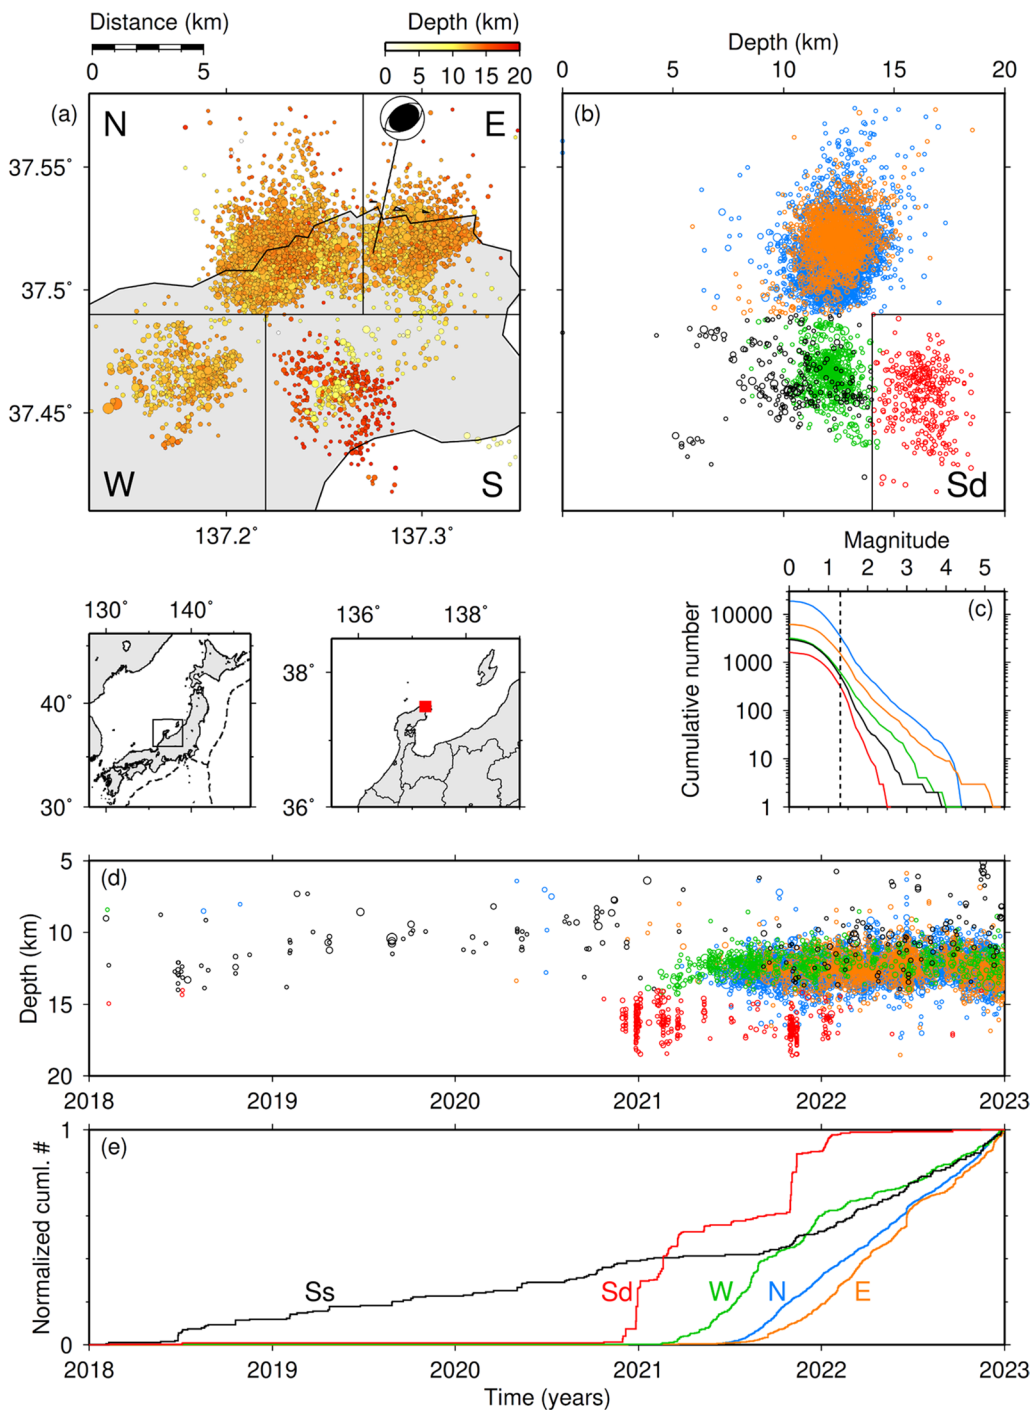 Distance (km)
0 5
Depth (km)
0 5 10 15 20
Depth (km)
0 5 10 15 20
(a)
N
E
W
S
37.55
37.5
37.45
137.2°
137.3°
(b)
Sd
130° 140°
40°
30°
136° 138°
38°
36°
Magnitude
0 1 2 3 4 5
(c)
Cumulative number
10000
1000
100
10
1
(d)
Depth (km)
5
10
15
20
2018 2019 2020 2021 2022 2023
(e)
Normalized cuml. #
1
0
Ss
Sd
W
N
E
2018 2019 2020 2021 2022 2023
Time (years)